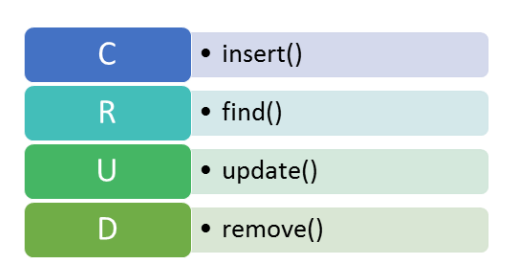 C • insert()
R • find()
U • update()
D • remove()